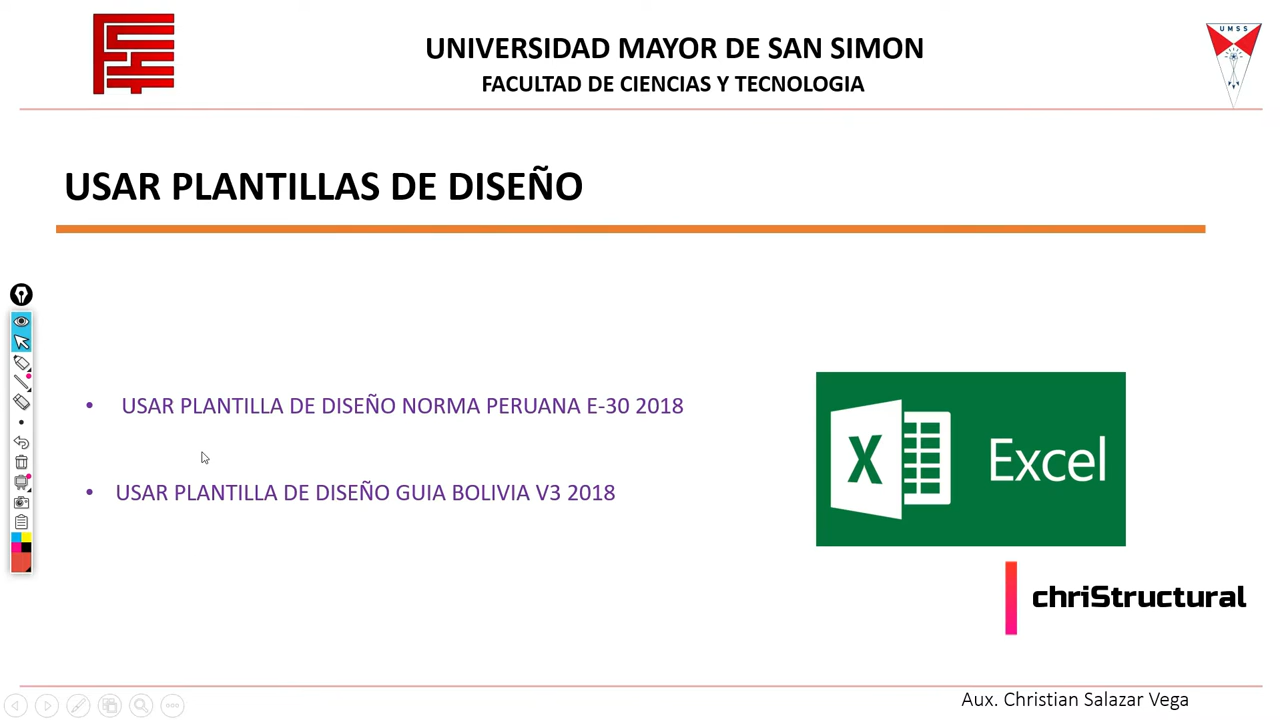 UNIVERSIDAD MAYOR DE SAN SIMON
FACULTAD DE CIENCIAS Y TECNOLOGIA
UMSS
USAR PLANTILLAS DE DISEÑO
• USAR PLANTILLA DE DISEÑO NORMA PERUANA E-30 2018
• USAR PLANTILLA DE DISEÑO GUIA BOLIVIA V3 2018
X Excel
chriStructural
Aux. Christian Salazar Vega